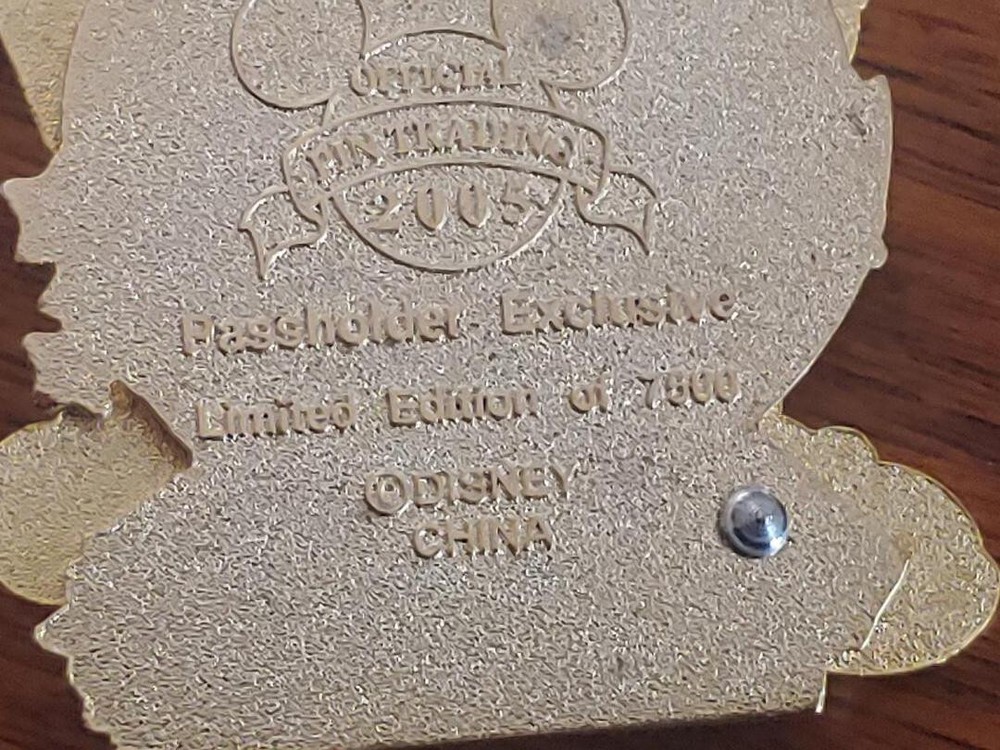 OFFICIAL
PIN TRADING
2005
Passholder Exclusive
Limited Edition of 7500
©DISNEY
CHINA